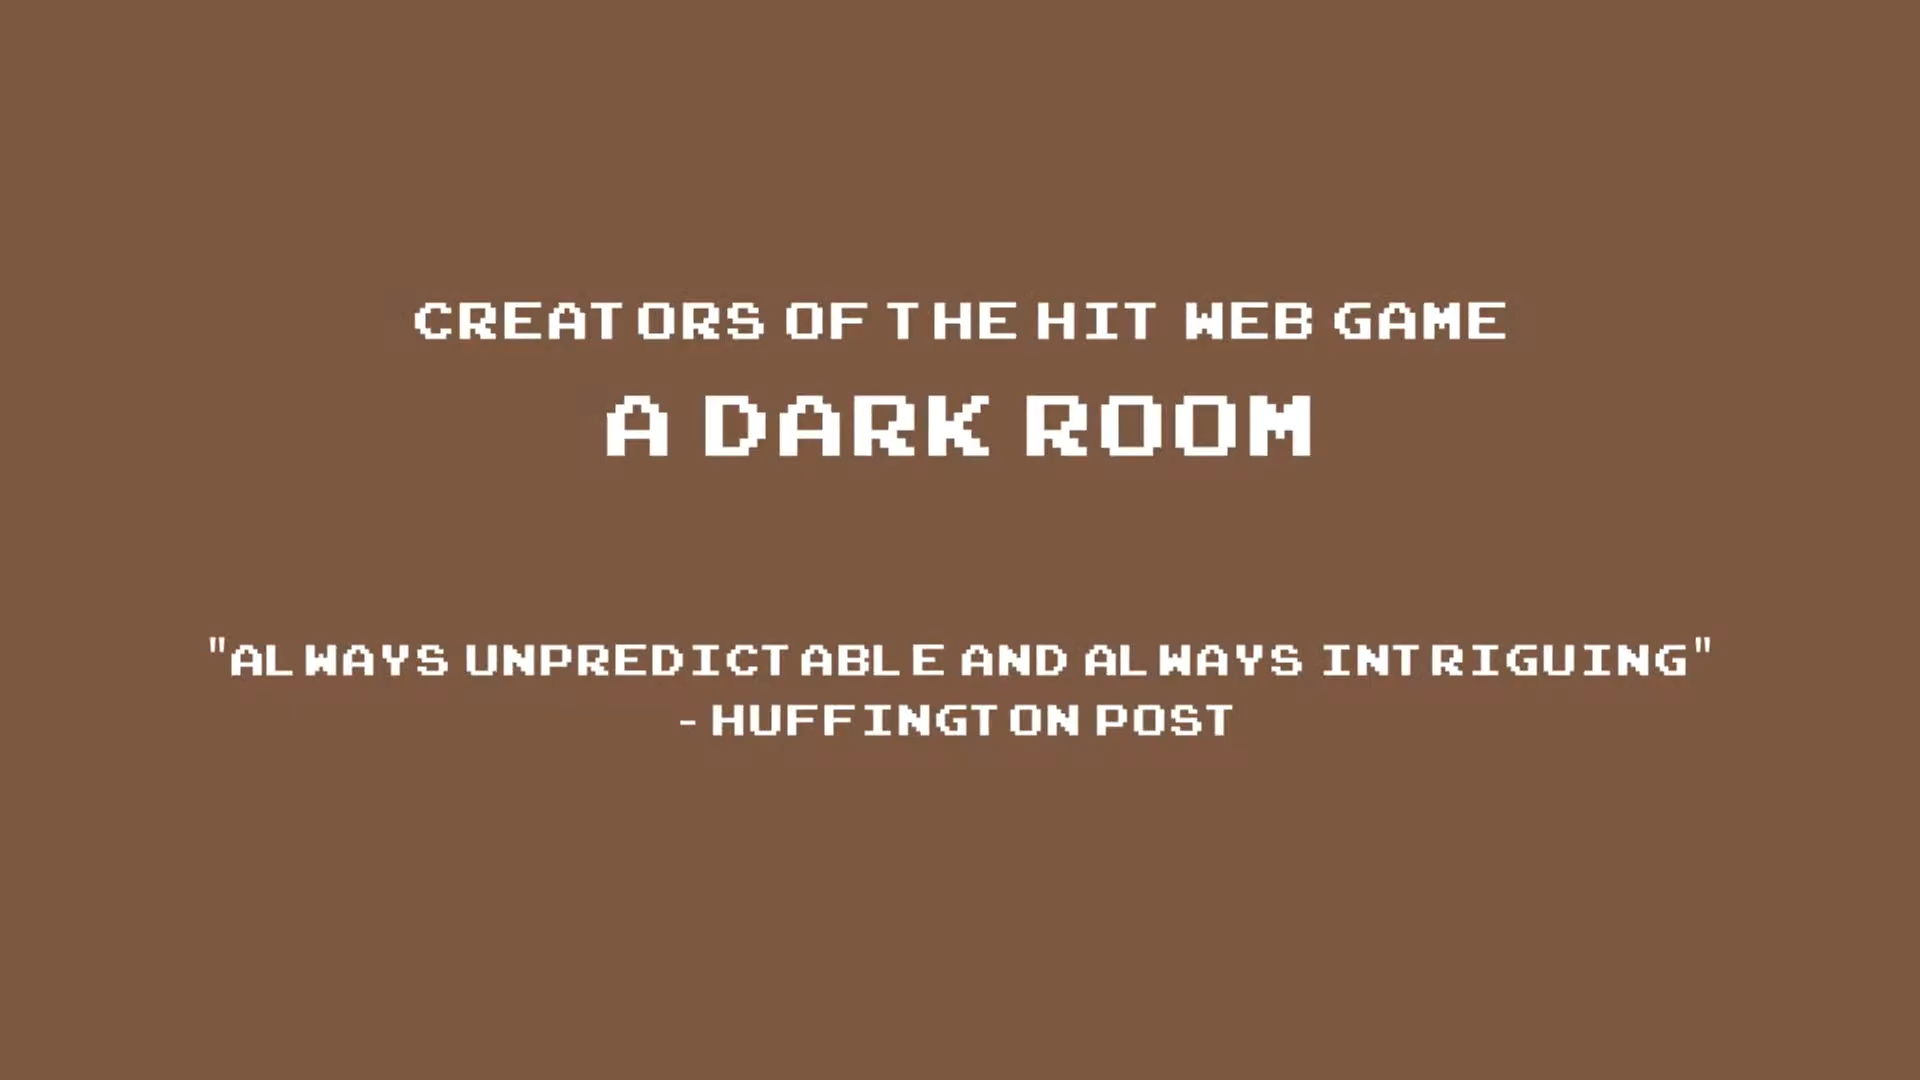 CREATORS OF THE HIT WEB GAME
A DARK ROOM
"ALWAYS UNPREDICTABLE AND ALWAYS INTRIGUING"
- HUFFINGTON POST